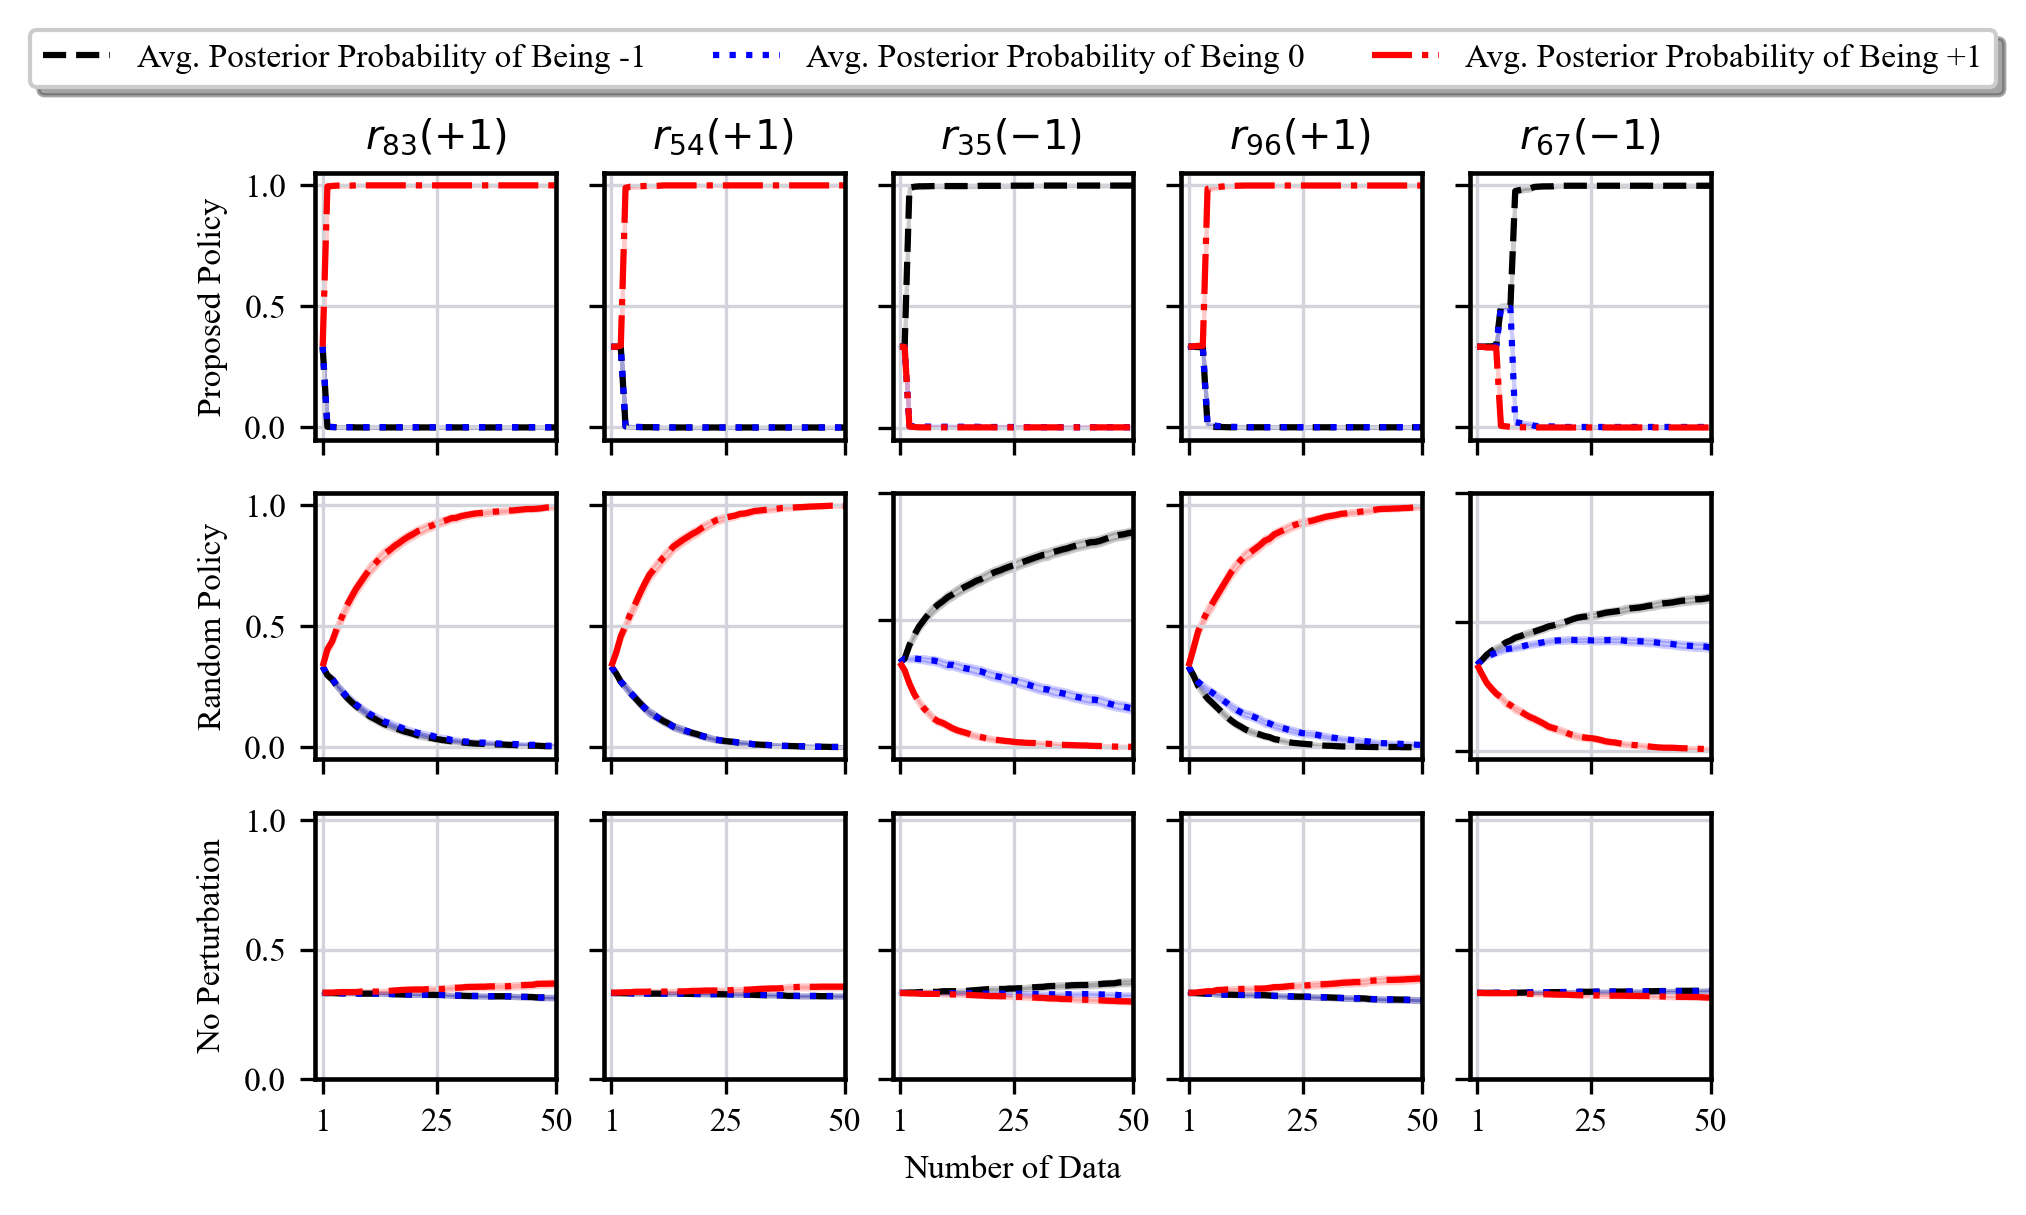 Avg. Posterior Probability of Being -1 Avg. Posterior Probability of Being 0 Avg. Posterior Probability of Being +1
r83(+1) r54(+1) r35(−1) r96(+1) r67(−1)
Proposed Policy
1.0
0.5
0.0
Random Policy
1.0
0.5
0.0
No Perturbation
1.0
0.5
0.0
1 25 50 1 25 50 1 25 50 1 25 50 1 25 50
Number of Data